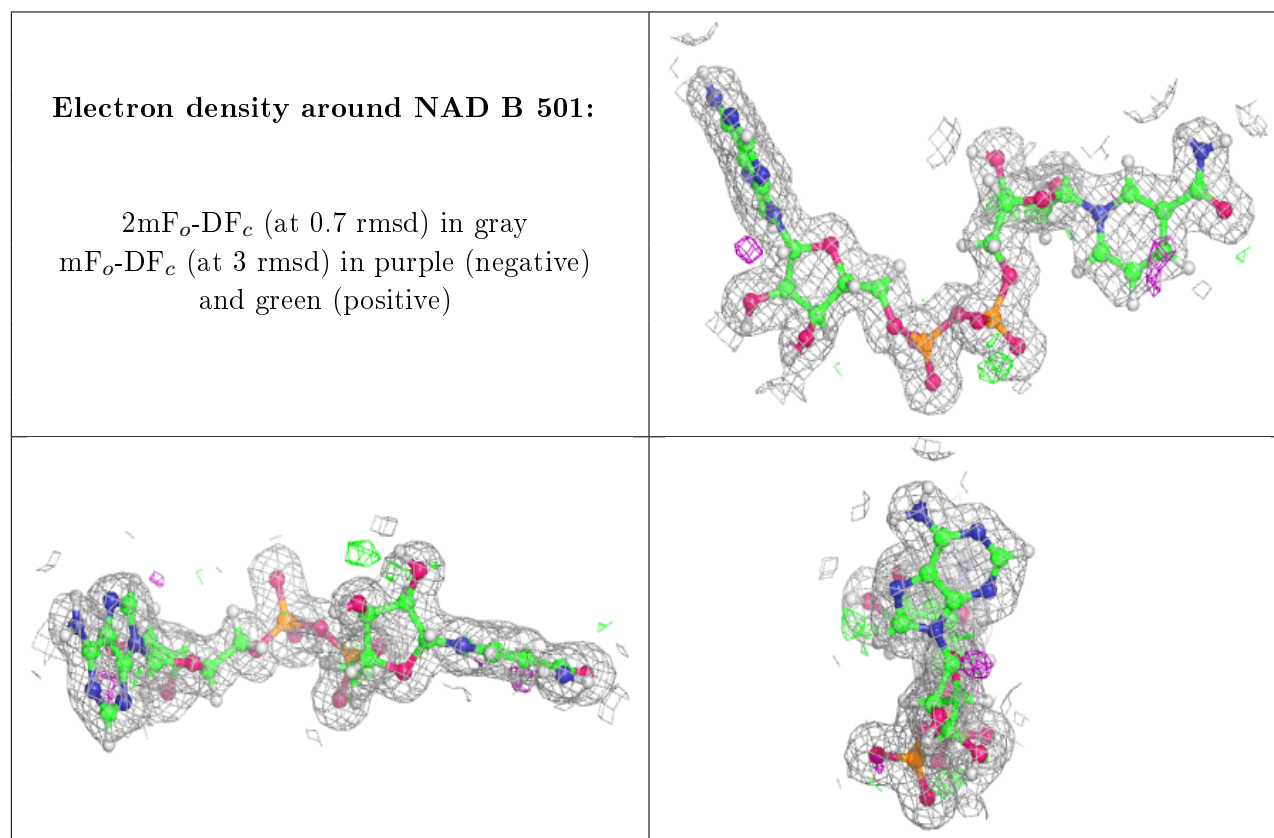 Electron density around NAD B 501:
2mFo-DFc (at 0.7 rmsd) in gray
mFo-DFc (at 3 rmsd) in purple (negative)
and green (positive)